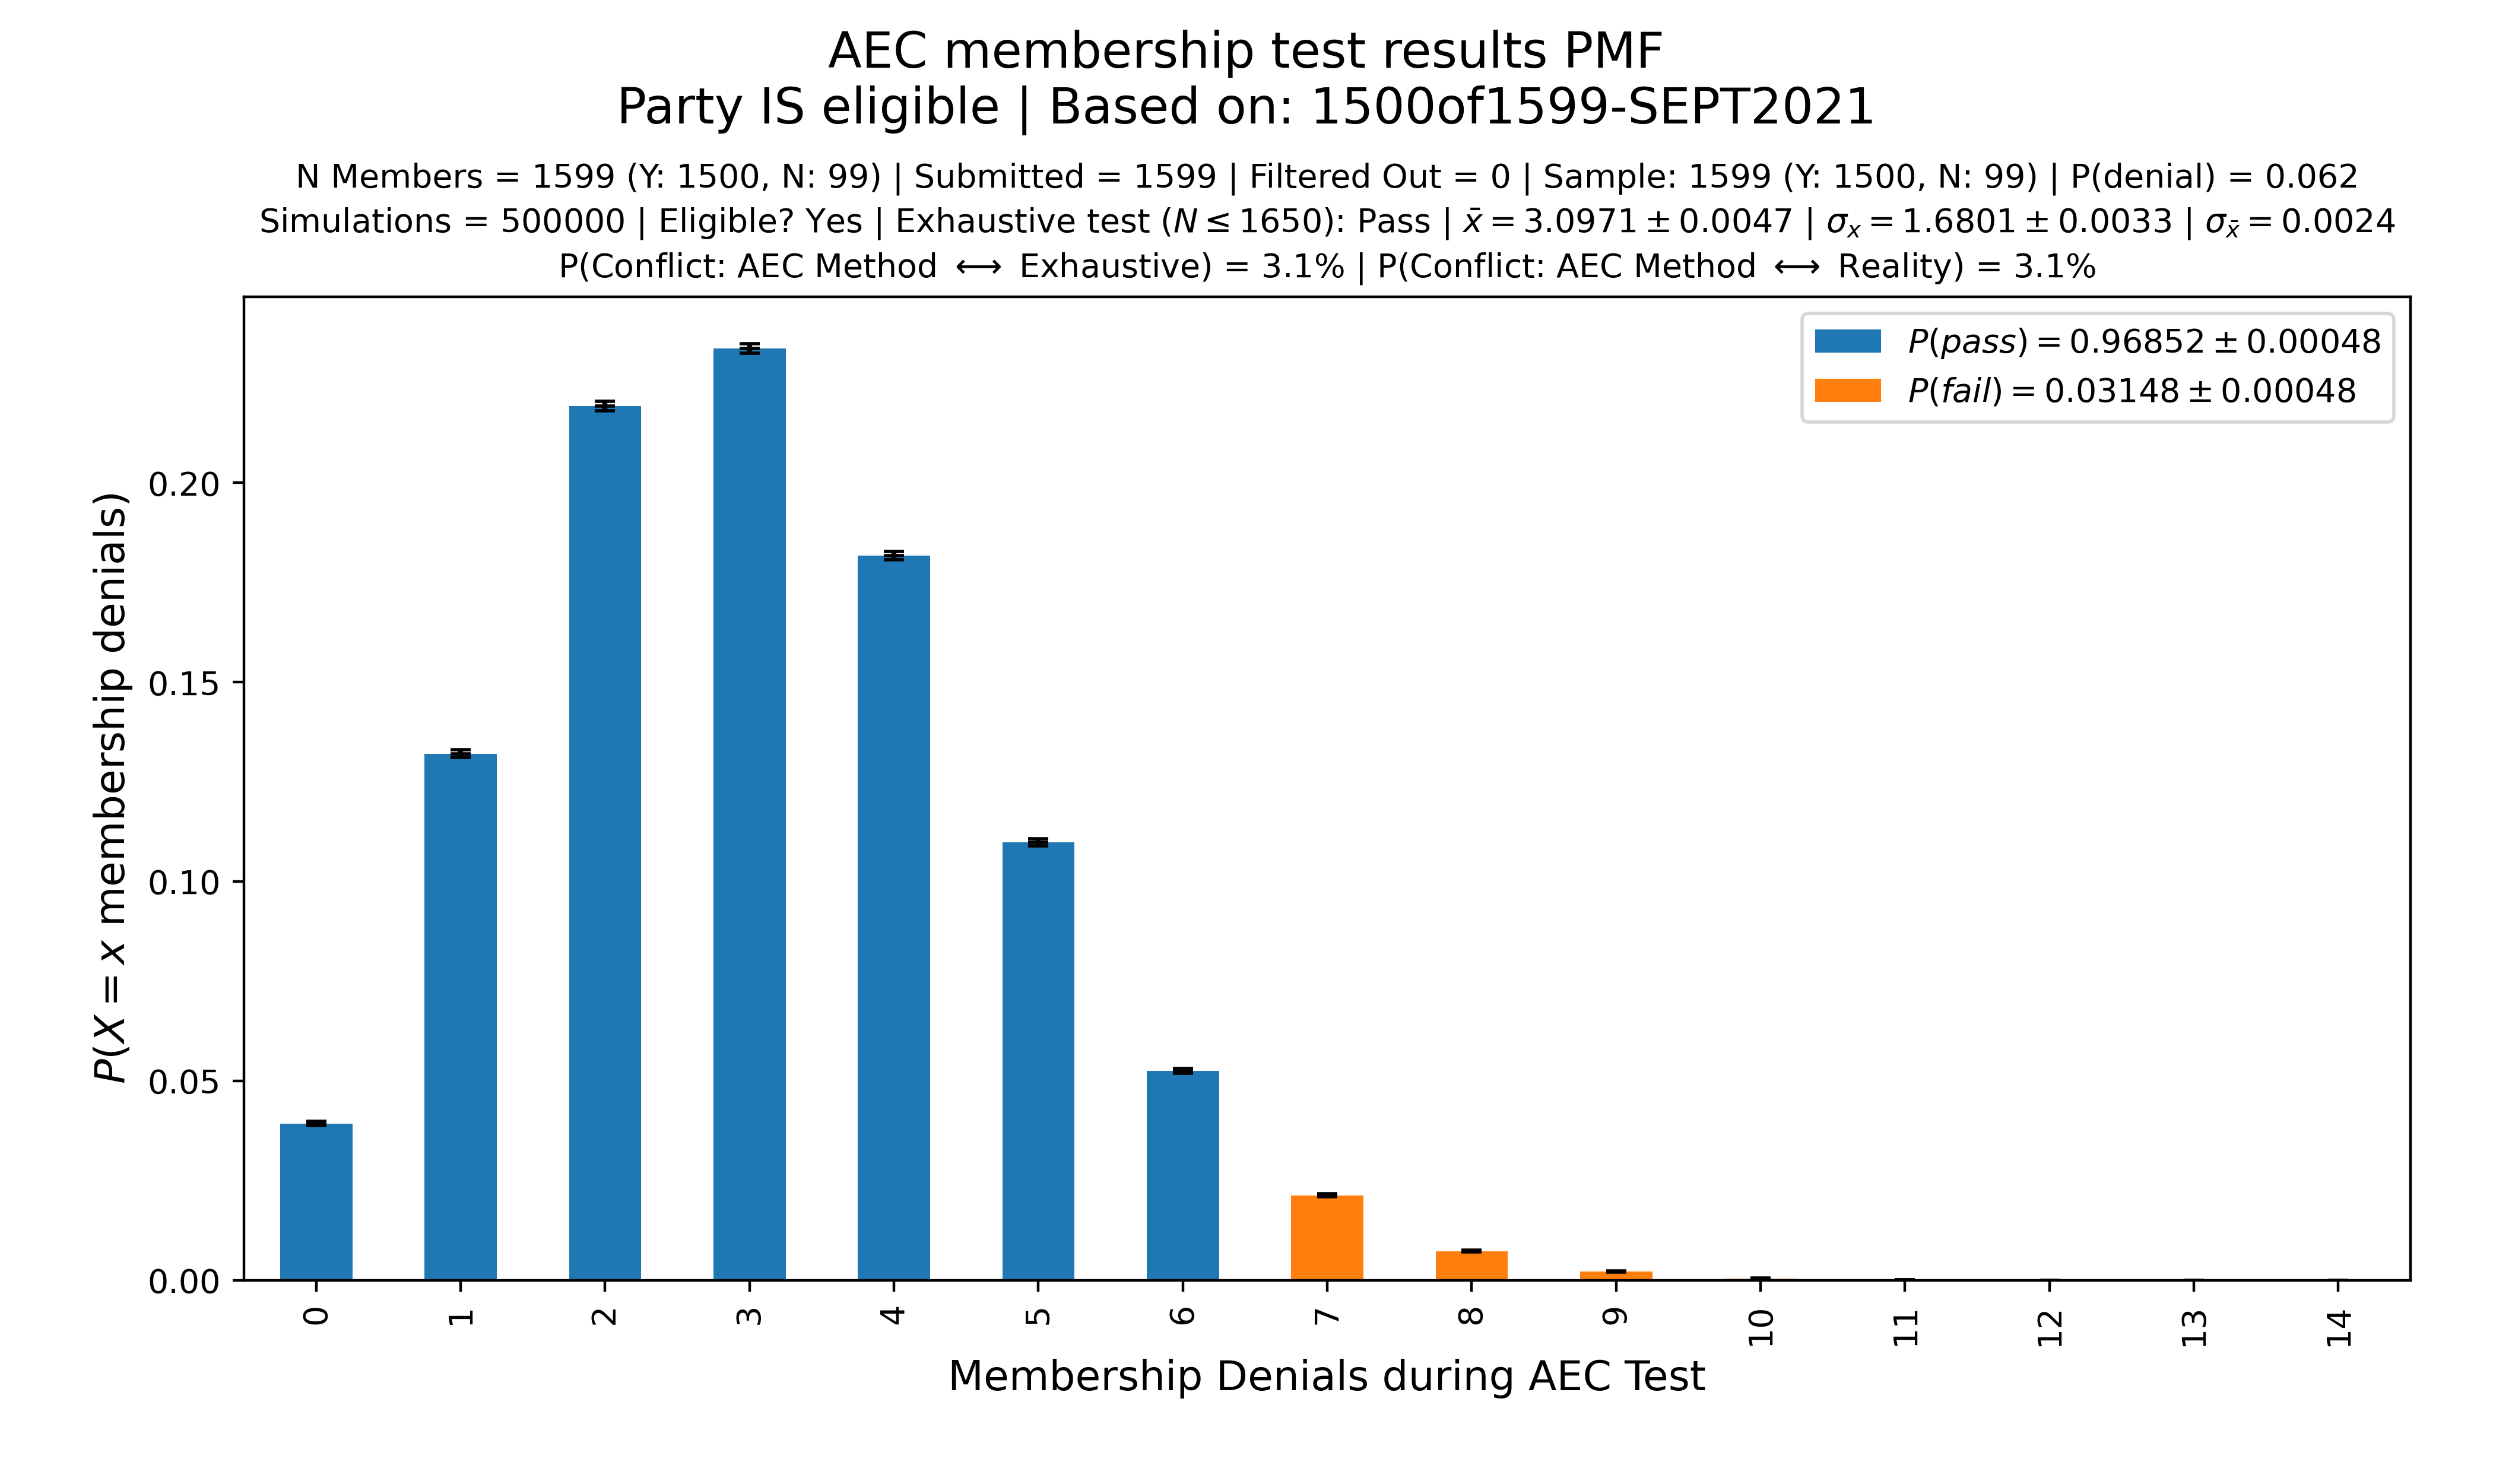 AEC membership test results PMF
Party IS eligible | Based on: 1500of1599-SEPT2021
N Members = 1599 (Y: 1500, N: 99) | Submitted = 1599 | Filtered Out = 0 | Sample: 1599 (Y: 1500, N: 99) | P(denial) = 0.062
Simulations = 500000 | Eligible? Yes | Exhaustive test (N ≤ 1650): Pass | x̄ = 3.0971 ± 0.0047 | σₓ = 1.6801 ± 0.0033 | σ_x̄ = 0.0024
P(Conflict: AEC Method ⟷ Exhaustive) = 3.1% | P(Conflict: AEC Method ⟷ Reality) = 3.1%
P(pass) = 0.96852 ± 0.00048
P(fail) = 0.03148 ± 0.00048
P(X = x membership denials)
0.20
0.15
0.10
0.05
0.00
0 1 2 3 4 5 6 7 8 9 10 11 12 13 14
Membership Denials during AEC Test